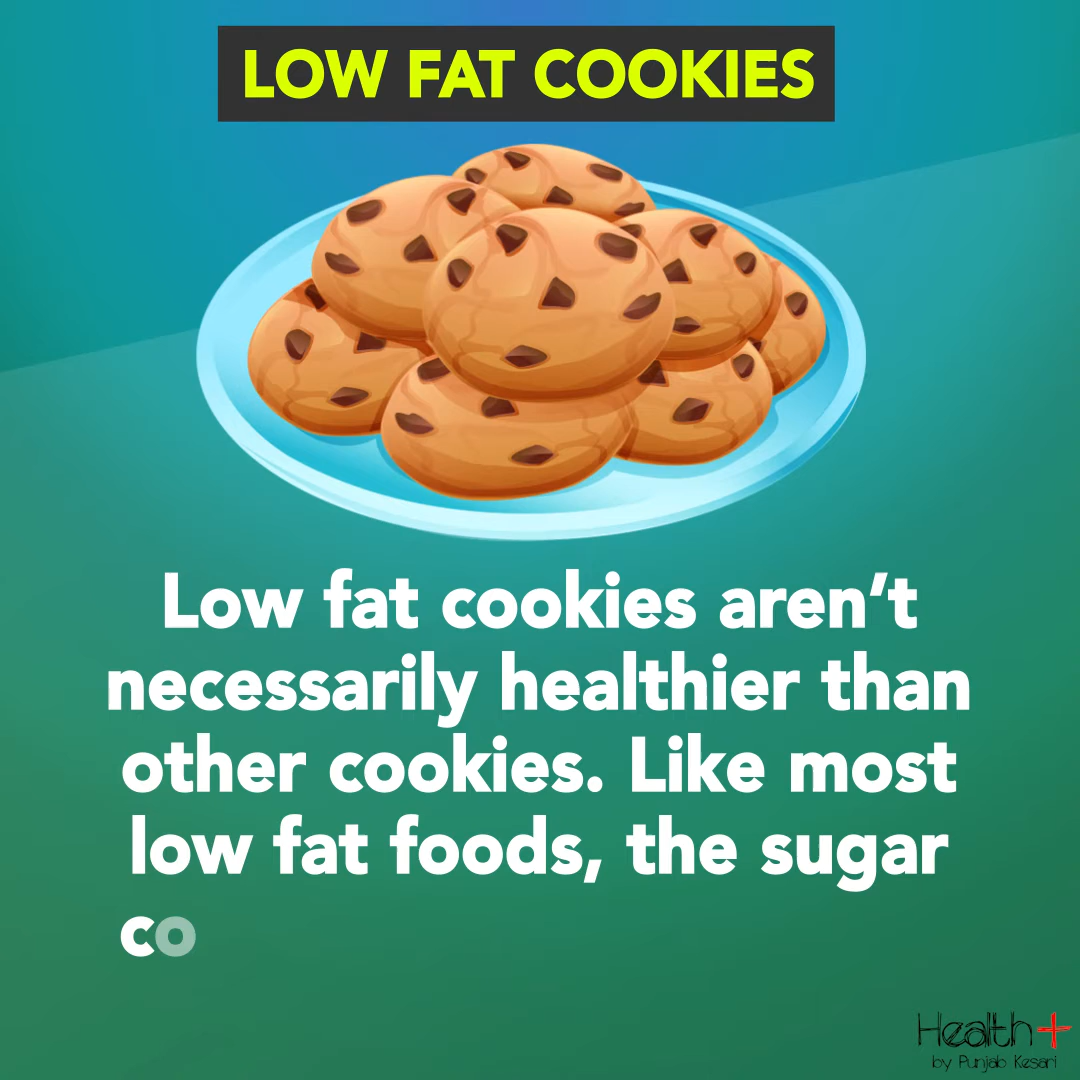 LOW FAT COOKIES
Low fat cookies aren’t
necessarily healthier than
other cookies. Like most
low fat foods, the sugar
co
Health+
by Punjab Kesari